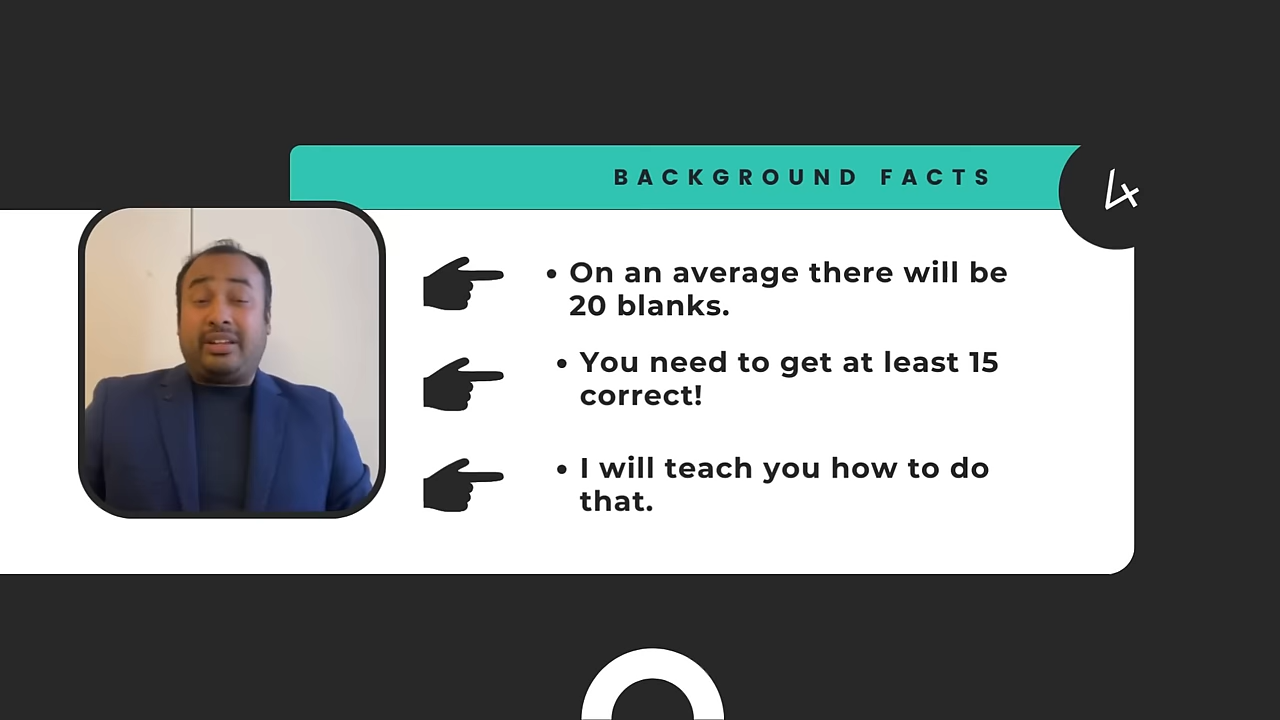 BACKGROUND FACTS
4
• On an average there will be
20 blanks.
• You need to get at least 15
correct!
• I will teach you how to do
that.